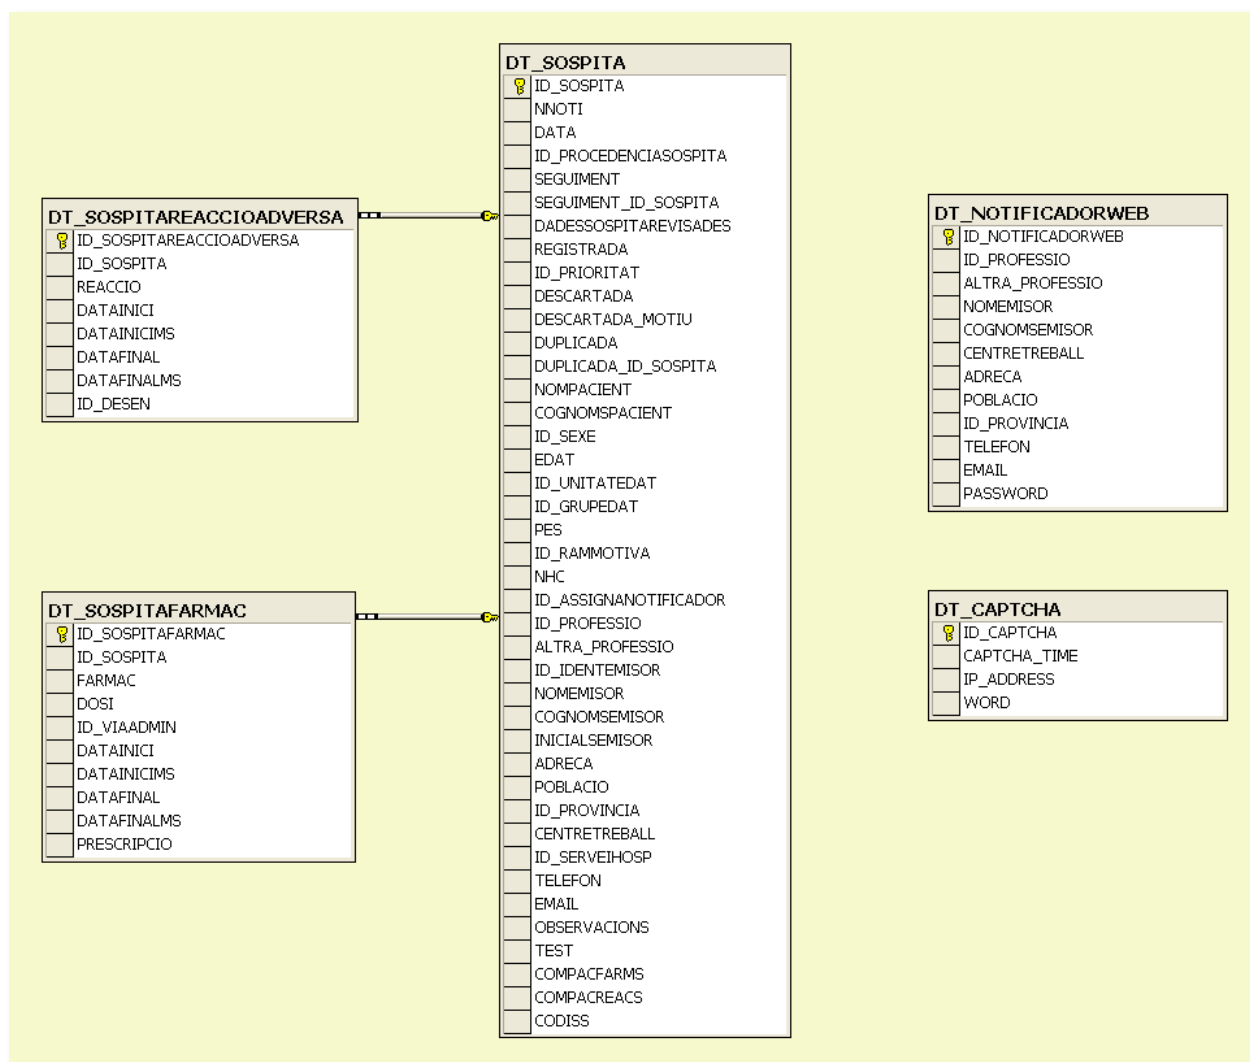 DT_SOSPITA
ID_SOSPITA
NNOTI
DATA
ID_PROCEDENCIASOSPITA
SEGUIMENT
SEGUIMENT_ID_SOSPITA
DADESSOSPITAREVISADES
REGISTRADA
ID_PRIORITAT
DESCARTADA
DESCARTADA_MOTIU
DUPLICADA
DUPLICADA_ID_SOSPITA
NOMPACIENT
COGNOMSPACIENT
ID_SEXE
EDAT
ID_UNITATEDAT
ID_GRUPEDAT
PES
ID_RAMMOTIVA
NHC
ID_ASSIGNANOTIFICADOR
ID_PROFESSIO
ALTRA_PROFESSIO
ID_IDENTEMISOR
NOMEMISOR
COGNOMSEMISOR
INICIALSEMISOR
ADRECA
POBLACIO
ID_PROVINCIA
CENTRETREBALL
ID_SERVEIHOSP
TELEFON
EMAIL
OBSERVACIONS
TEST
COMPACFARMS
COMPACREACS
CODISS
DT_SOSPITAREACCIOADVERSA
ID_SOSPITAREACCIOADVERSA
ID_SOSPITA
REACCIO
DATAINICI
DATAINICIMS
DATAFINAL
DATAFINALMS
ID_DESEN
DT_SOSPITAFARMAC
ID_SOSPITAFARMAC
ID_SOSPITA
FARMAC
DOSI
ID_VIAADMIN
DATAINICI
DATAINICIMS
DATAFINAL
DATAFINALMS
PRESCRIPCIO
DT_NOTIFICADORWEB
ID_NOTIFICADORWEB
ID_PROFESSIO
ALTRA_PROFESSIO
NOMEMISOR
COGNOMSEMISOR
CENTRETREBALL
ADRECA
POBLACIO
ID_PROVINCIA
TELEFON
EMAIL
PASSWORD
DT_CAPTCHA
ID_CAPTCHA
CAPTCHA_TIME
IP_ADDRESS
WORD